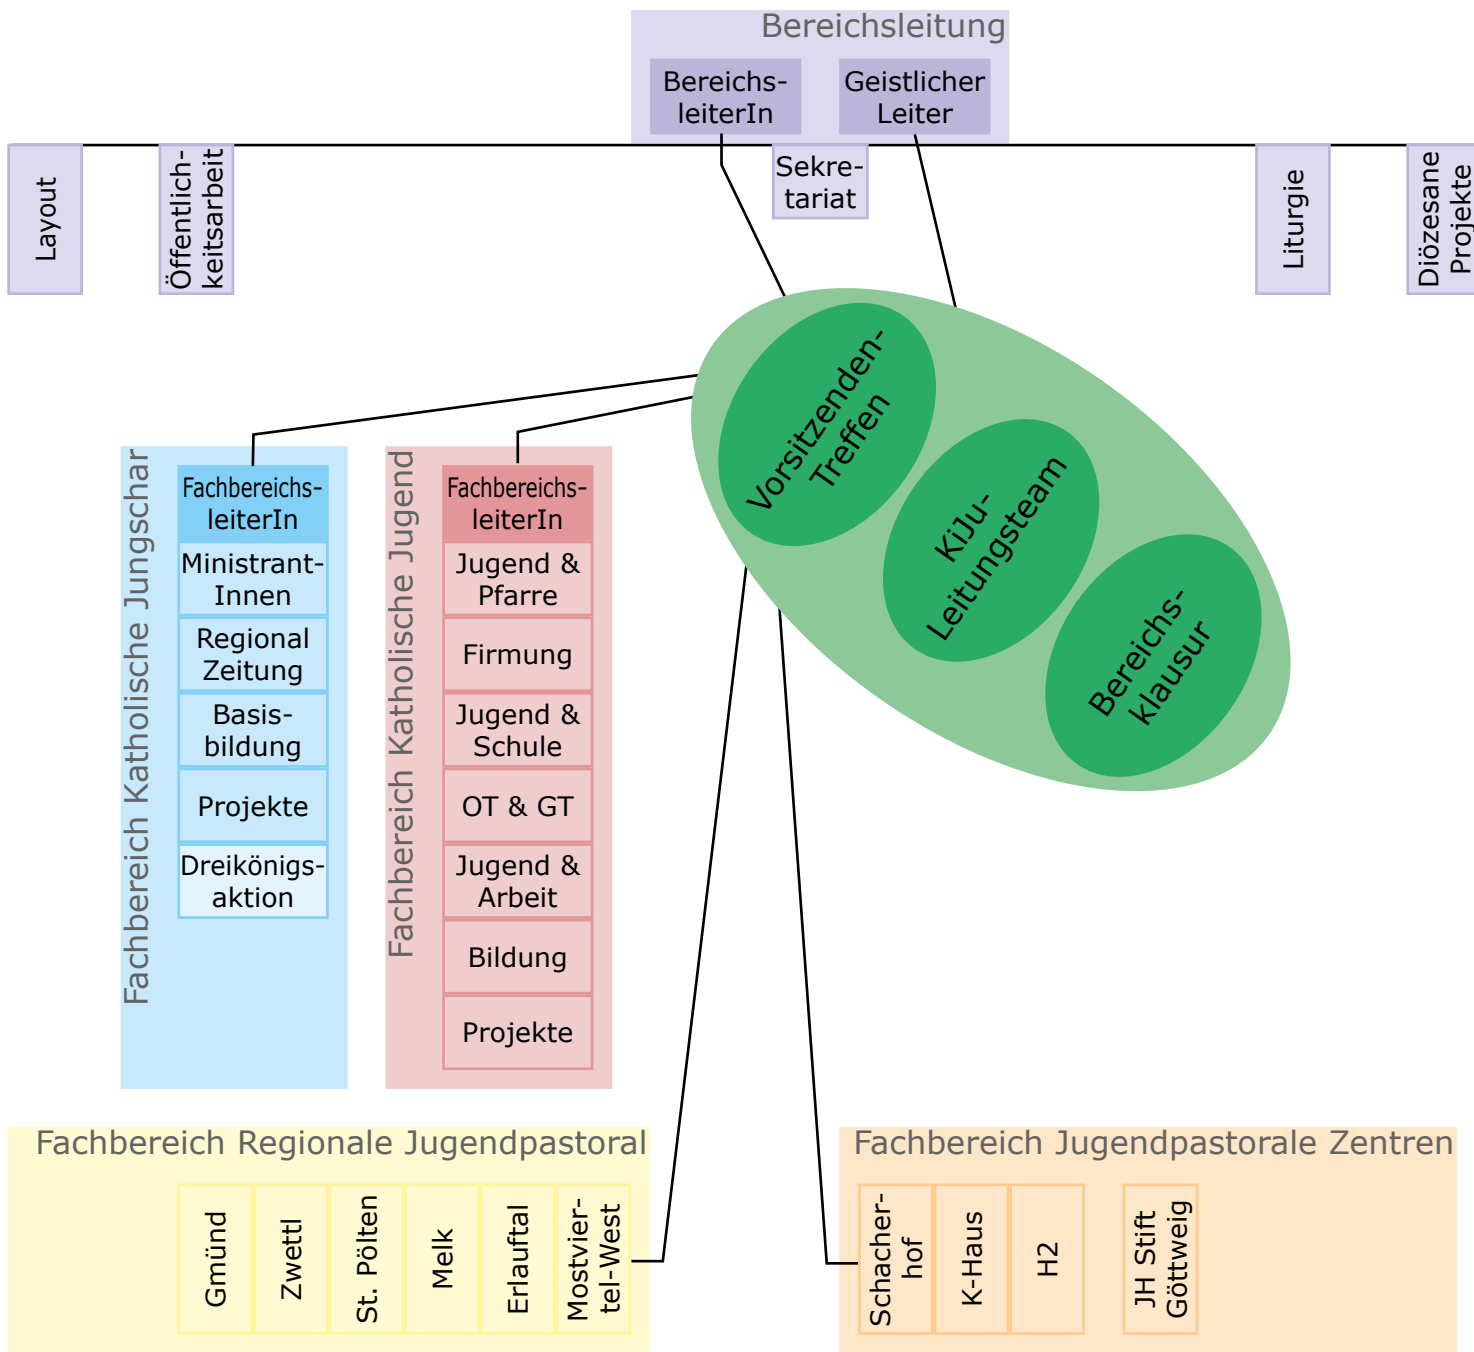 Bereichsleitung
Bereichs-
leiterIn
Geistlicher
Leiter
Layout
Öffentlich-
keitsarbeit
Sekre-
tariat
Liturgie
Diözesane
Projekte
Vorsitzenden-
Treffen
KiJu-
Leitungsteam
Bereichs-
klausur
Fachbereich Katholische Jungschar
Fachbereichs-
leiterIn
Ministrant-
Innen
Regional
Zeitung
Basis-
bildung
Projekte
Dreikönigs-
aktion
Fachbereich Katholische Jugend
Fachbereichs-
leiterIn
Jugend &
Pfarre
Firmung
Jugend &
Schule
OT & GT
Jugend &
Arbeit
Bildung
Projekte
Fachbereich Regionale Jugendpastoral
Gmünd
Zwettl
St. Pölten
Melk
Erlauftal
Mostvier-
tel-West
Fachbereich Jugendpastorale Zentren
Schacher-
hof
K-Haus
H2
JH Stift
Göttweig